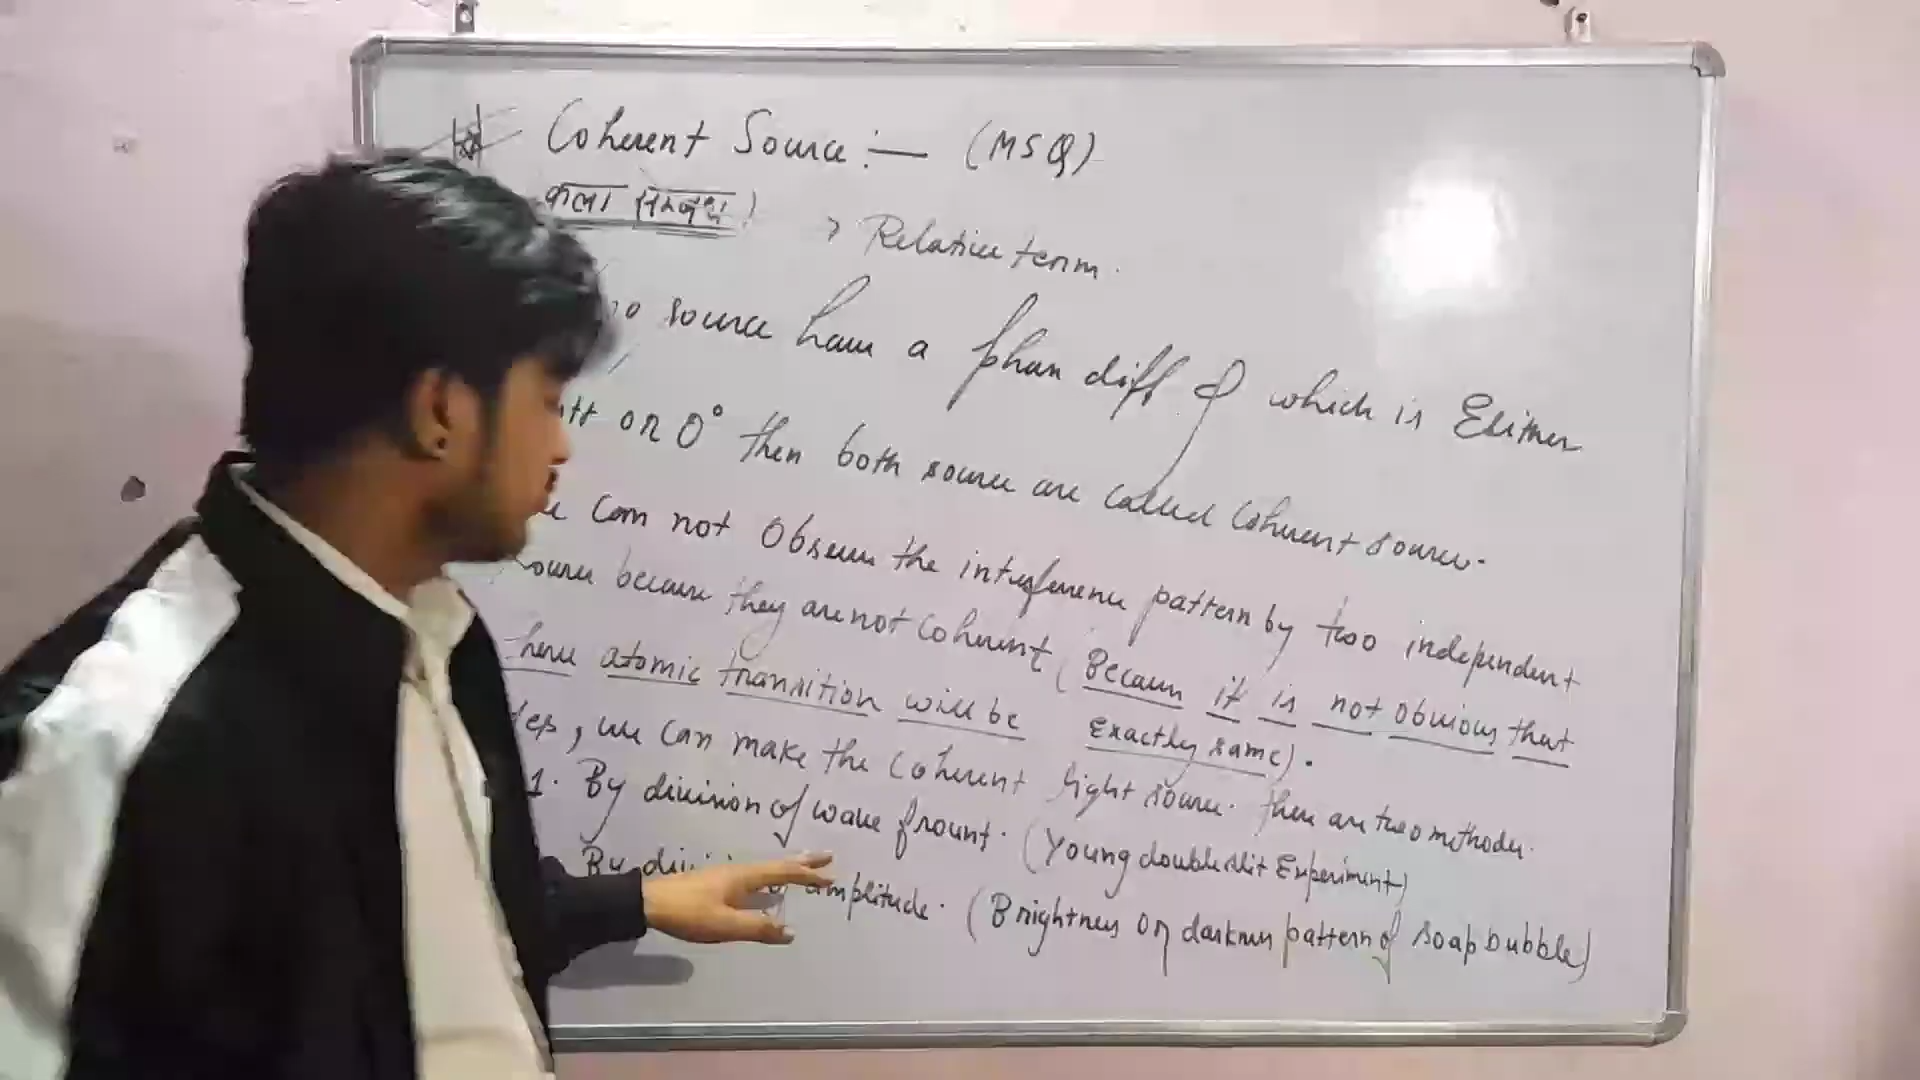 Coherent Source :— (MSQ)
कला
→ Relative term.
source have a phase diff ϕ which is Either
or 0° then both source are called Coherent source.
can not Observe the interference pattern by two independent
source because they are not Coherent (Because it is not obvious that
there atomic transition will be Exactly same).
Yes, we can make the Coherent light source. there are two methods.
1. By division of wave frount. (Young double slit Experiment)
By amplitude. (Brightness or darkness pattern of soap bubble)